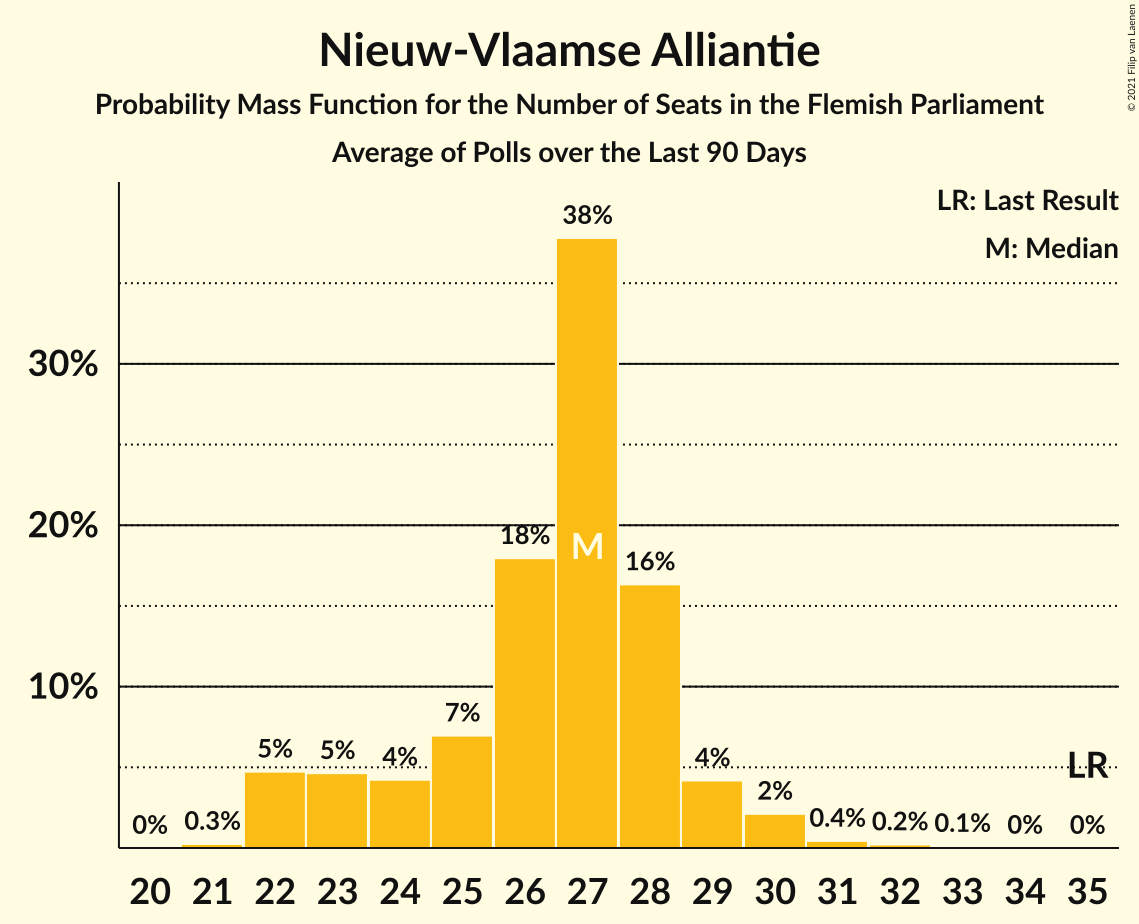 Nieuw-Vlaamse Alliantie
Probability Mass Function for the Number of Seats in the Flemish Parliament
Average of Polls over the Last 90 Days
© 2021 Filip van Laenen
LR: Last Result
M: Median
30%
20%
10%
0%
0.3%
5%
5%
4%
7%
18%
38%
M
16%
4%
2%
0.4%
0.2%
0.1%
0%
0%
LR
20 21 22 23 24 25 26 27 28 29 30 31 32 33 34 35